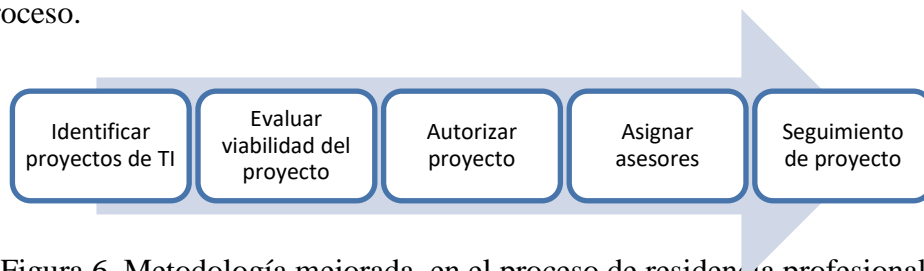 roceso.
Identificar
proyectos de TI
Evaluar
viabilidad del
proyecto
Autorizar
proyecto
Asignar
asesores
Seguimiento
de proyecto
Figura 6. Metodología mejorada en el proceso de residencia profesional